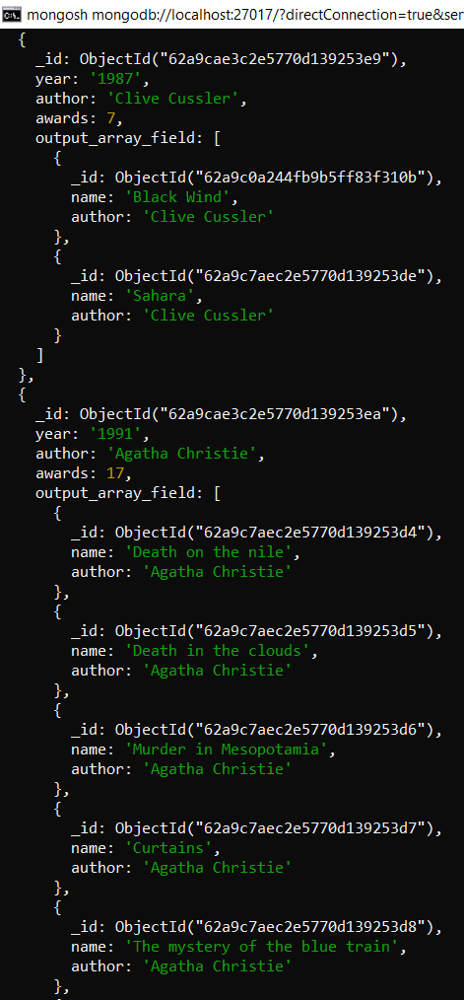 mongosh mongodb://localhost:27017/?directConnection=true&ser
{
_id: ObjectId("62a9cae3c2e5770d139253e9"),
year: '1987',
author: 'Clive Cussler',
awards: 7,
output_array_field: [
{
_id: ObjectId("62a9c0a244fb9b5ff83f310b"),
name: 'Black Wind',
author: 'Clive Cussler'
},
{
_id: ObjectId("62a9c7aec2e5770d139253de"),
name: 'Sahara',
author: 'Clive Cussler'
}
]
},
{
_id: ObjectId("62a9cae3c2e5770d139253ea"),
year: '1991',
author: 'Agatha Christie',
awards: 17,
output_array_field: [
{
_id: ObjectId("62a9c7aec2e5770d139253d4"),
name: 'Death on the nile',
author: 'Agatha Christie'
},
{
_id: ObjectId("62a9c7aec2e5770d139253d5"),
name: 'Death in the clouds',
author: 'Agatha Christie'
},
{
_id: ObjectId("62a9c7aec2e5770d139253d6"),
name: 'Murder in Mesopotamia',
author: 'Agatha Christie'
},
{
_id: ObjectId("62a9c7aec2e5770d139253d7"),
name: 'Curtains',
author: 'Agatha Christie'
},
{
_id: ObjectId("62a9c7aec2e5770d139253d8"),
name: 'The mystery of the blue train',
author: 'Agatha Christie'
},